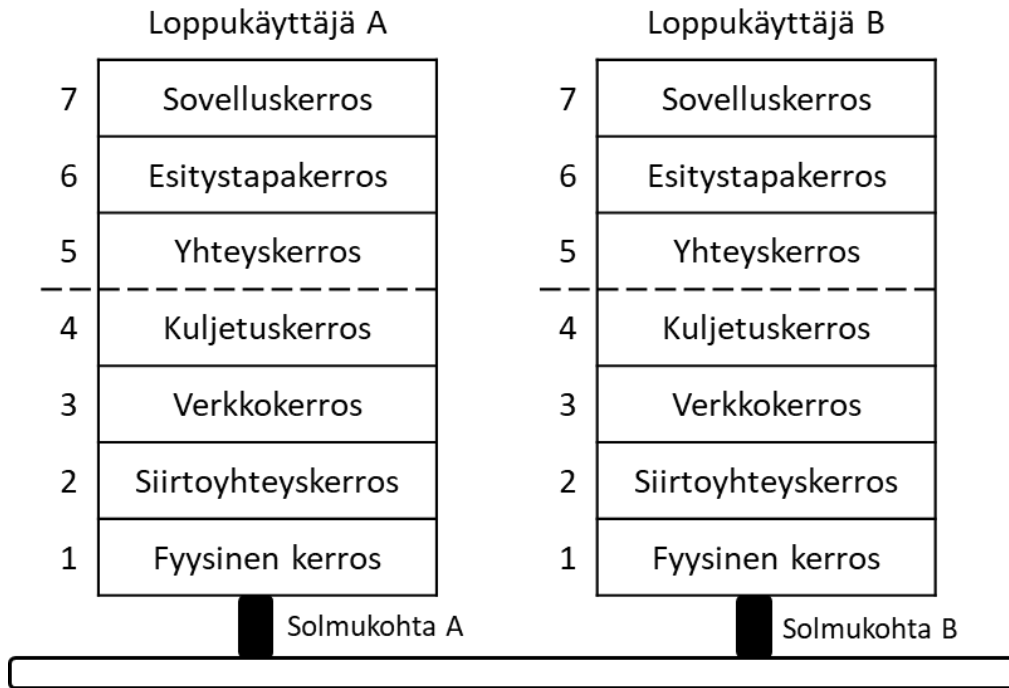 Loppukäyttäjä A
7 Sovelluskerros
6 Esitystapakerros
5 Yhteyskerros
4 Kuljetuskerros
3 Verkkokerros
2 Siirtoyhteyskerros
1 Fyysinen kerros
Solmukohta A
Loppukäyttäjä B
7 Sovelluskerros
6 Esitystapakerros
5 Yhteyskerros
4 Kuljetuskerros
3 Verkkokerros
2 Siirtoyhteyskerros
1 Fyysinen kerros
Solmukohta B